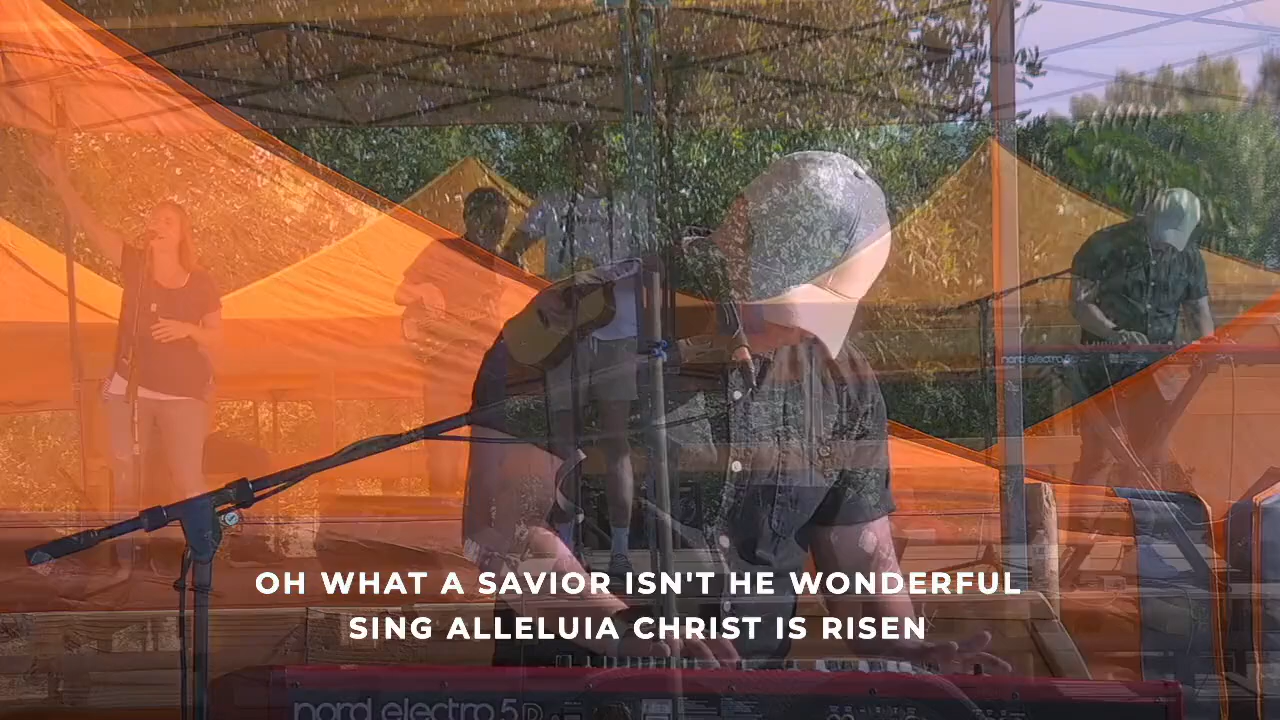 nord electro 5
OH WHAT A SAVIOR ISN'T HE WONDERFUL
SING ALLELUIA CHRIST IS RISEN
nord electro 5D